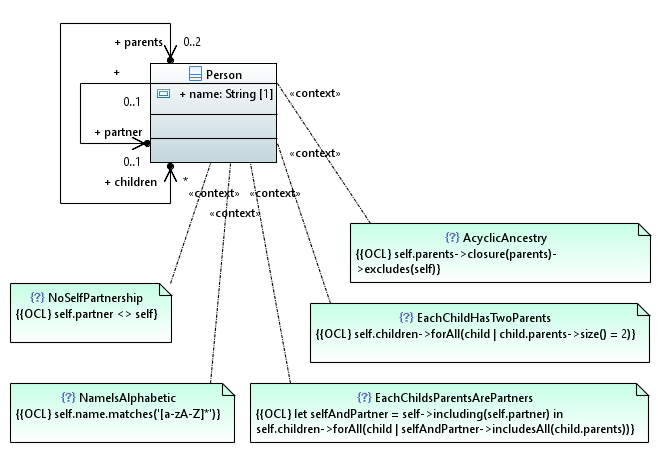 + parents 0..2
+ Person
+ name: String [1] «context»
0..1
+ partner
0..1 «context»
+ children * «context» «context»
«context»
{?} AcyclicAncestry
{{OCL} self.parents->closure(parents)-
>excludes(self)}
{?} NoSelfPartnership
{{OCL} self.partner <> self}
{?} EachChildHasTwoParents
{{OCL} self.children->forAll(child | child.parents->size() = 2)}
{?} NameIsAlphabetic
{{OCL} self.name.matches('[a-zA-Z]*')}
{?} EachChildsParentsArePartners
{{OCL} let selfAndPartner = self->including(self.partner) in
self.children->forAll(child | selfAndPartner->includesAll(child.parents))}